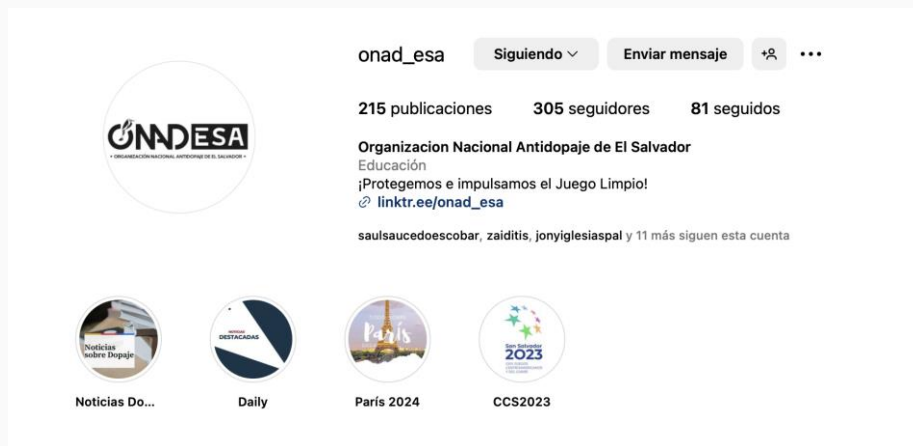 onad_esa Siguiendo Enviar mensaje
215 publicaciones 305 seguidores 81 seguidos
ONADESA
• ORGANIZACIÓN NACIONAL ANTIDOPAJE DE EL SALVADOR •
Organizacion Nacional Antidopaje de El Salvador
Educación
¡Protegemos e impulsamos el Juego Limpio!
linktr.ee/onad_esa
saulsaucedoescobar, zaiditis, jonyiglesiaspal y 11 más siguen esta cuenta
Noticias
sobre Dopaje
NOTICIAS
DESTACADAS
París
San Salvador
2023
Noticias Do... Daily París 2024 CCS2023